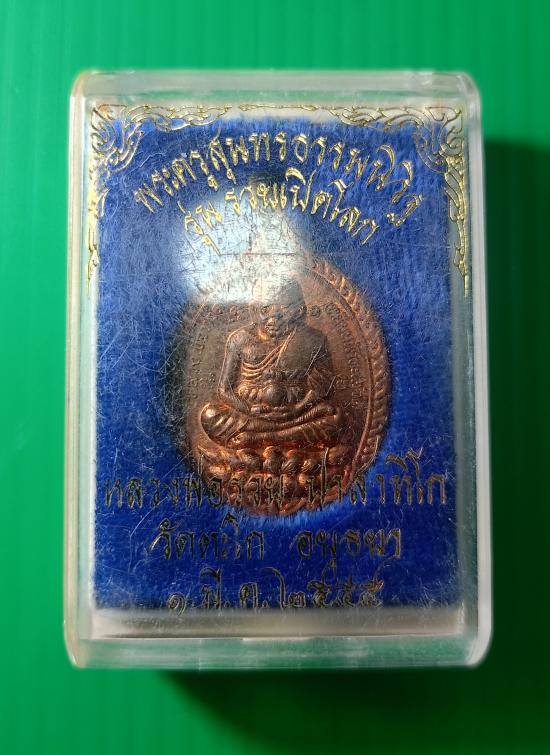 พระครูสุนทรธรรมนิวิฐ
รุ่น รวยเปิดโลก
หลวงพ่อรวย ปาสาทิโก
วัดตะโก อยุธยา
๑ มี.ค. ๒๕๕๕